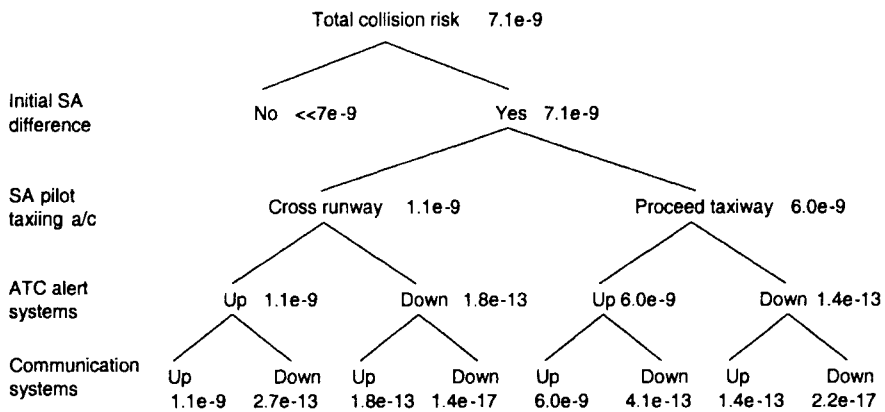 Total collision risk 7.1e-9
Initial SA
difference
No <<7e-9 Yes 7.1e-9
SA pilot
taxiing a/c
Cross runway 1.1e-9 Proceed taxiway 6.0e-9
ATC alert
systems
Up 1.1e-9 Down 1.8e-13 Up 6.0e-9 Down 1.4e-13
Communication
systems
Up Down Up Down Up Down Up Down
1.1e-9 2.7e-13 1.8e-13 1.4e-17 6.0e-9 4.1e-13 1.4e-13 2.2e-17